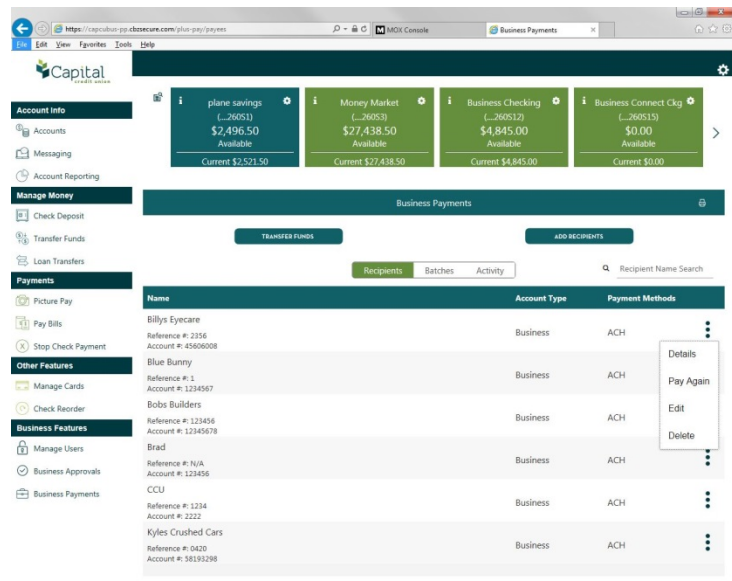 https://capcubus-pp.cbzsecure.com/plus-pay/payees
MOX Console
Business Payments
File Edit View Favorites Tools Help
Capital
credit union
Account Info
Accounts
Messaging
Account Reporting
Manage Money
Check Deposit
Transfer Funds
Loan Transfers
Payments
Picture Pay
Pay Bills
Stop Check Payment
Other Features
Manage Cards
Check Reorder
Business Features
Manage Users
Business Approvals
Business Payments
plane savings
(...260S1)
$2,496.50
Available
Current $2,521.50
Money Market
(...260S3)
$27,438.50
Available
Current $27,438.50
Business Checking
(...260S12)
$4,845.00
Available
Current $4,845.00
Business Connect Ckg
(...260S15)
$0.00
Available
Current $0.00
Business Payments
TRANSFER FUNDS
ADD RECIPIENTS
Recipients Batches Activity
Recipient Name Search
Name Account Type Payment Methods
Billys Eyecare
Reference #: 2356
Account #: 45606008
Business ACH
Blue Bunny
Reference #: 1
Account #: 1234567
Business ACH
Bobs Builders
Reference #: 123456
Account #: 12345678
Business ACH
Brad
Reference #: N/A
Account #: 123456
Business ACH
CCU
Reference #: 1234
Account #: 2222
Business ACH
Kyles Crushed Cars
Reference #: 0420
Account #: 58193298
Business ACH
Details
Pay Again
Edit
Delete